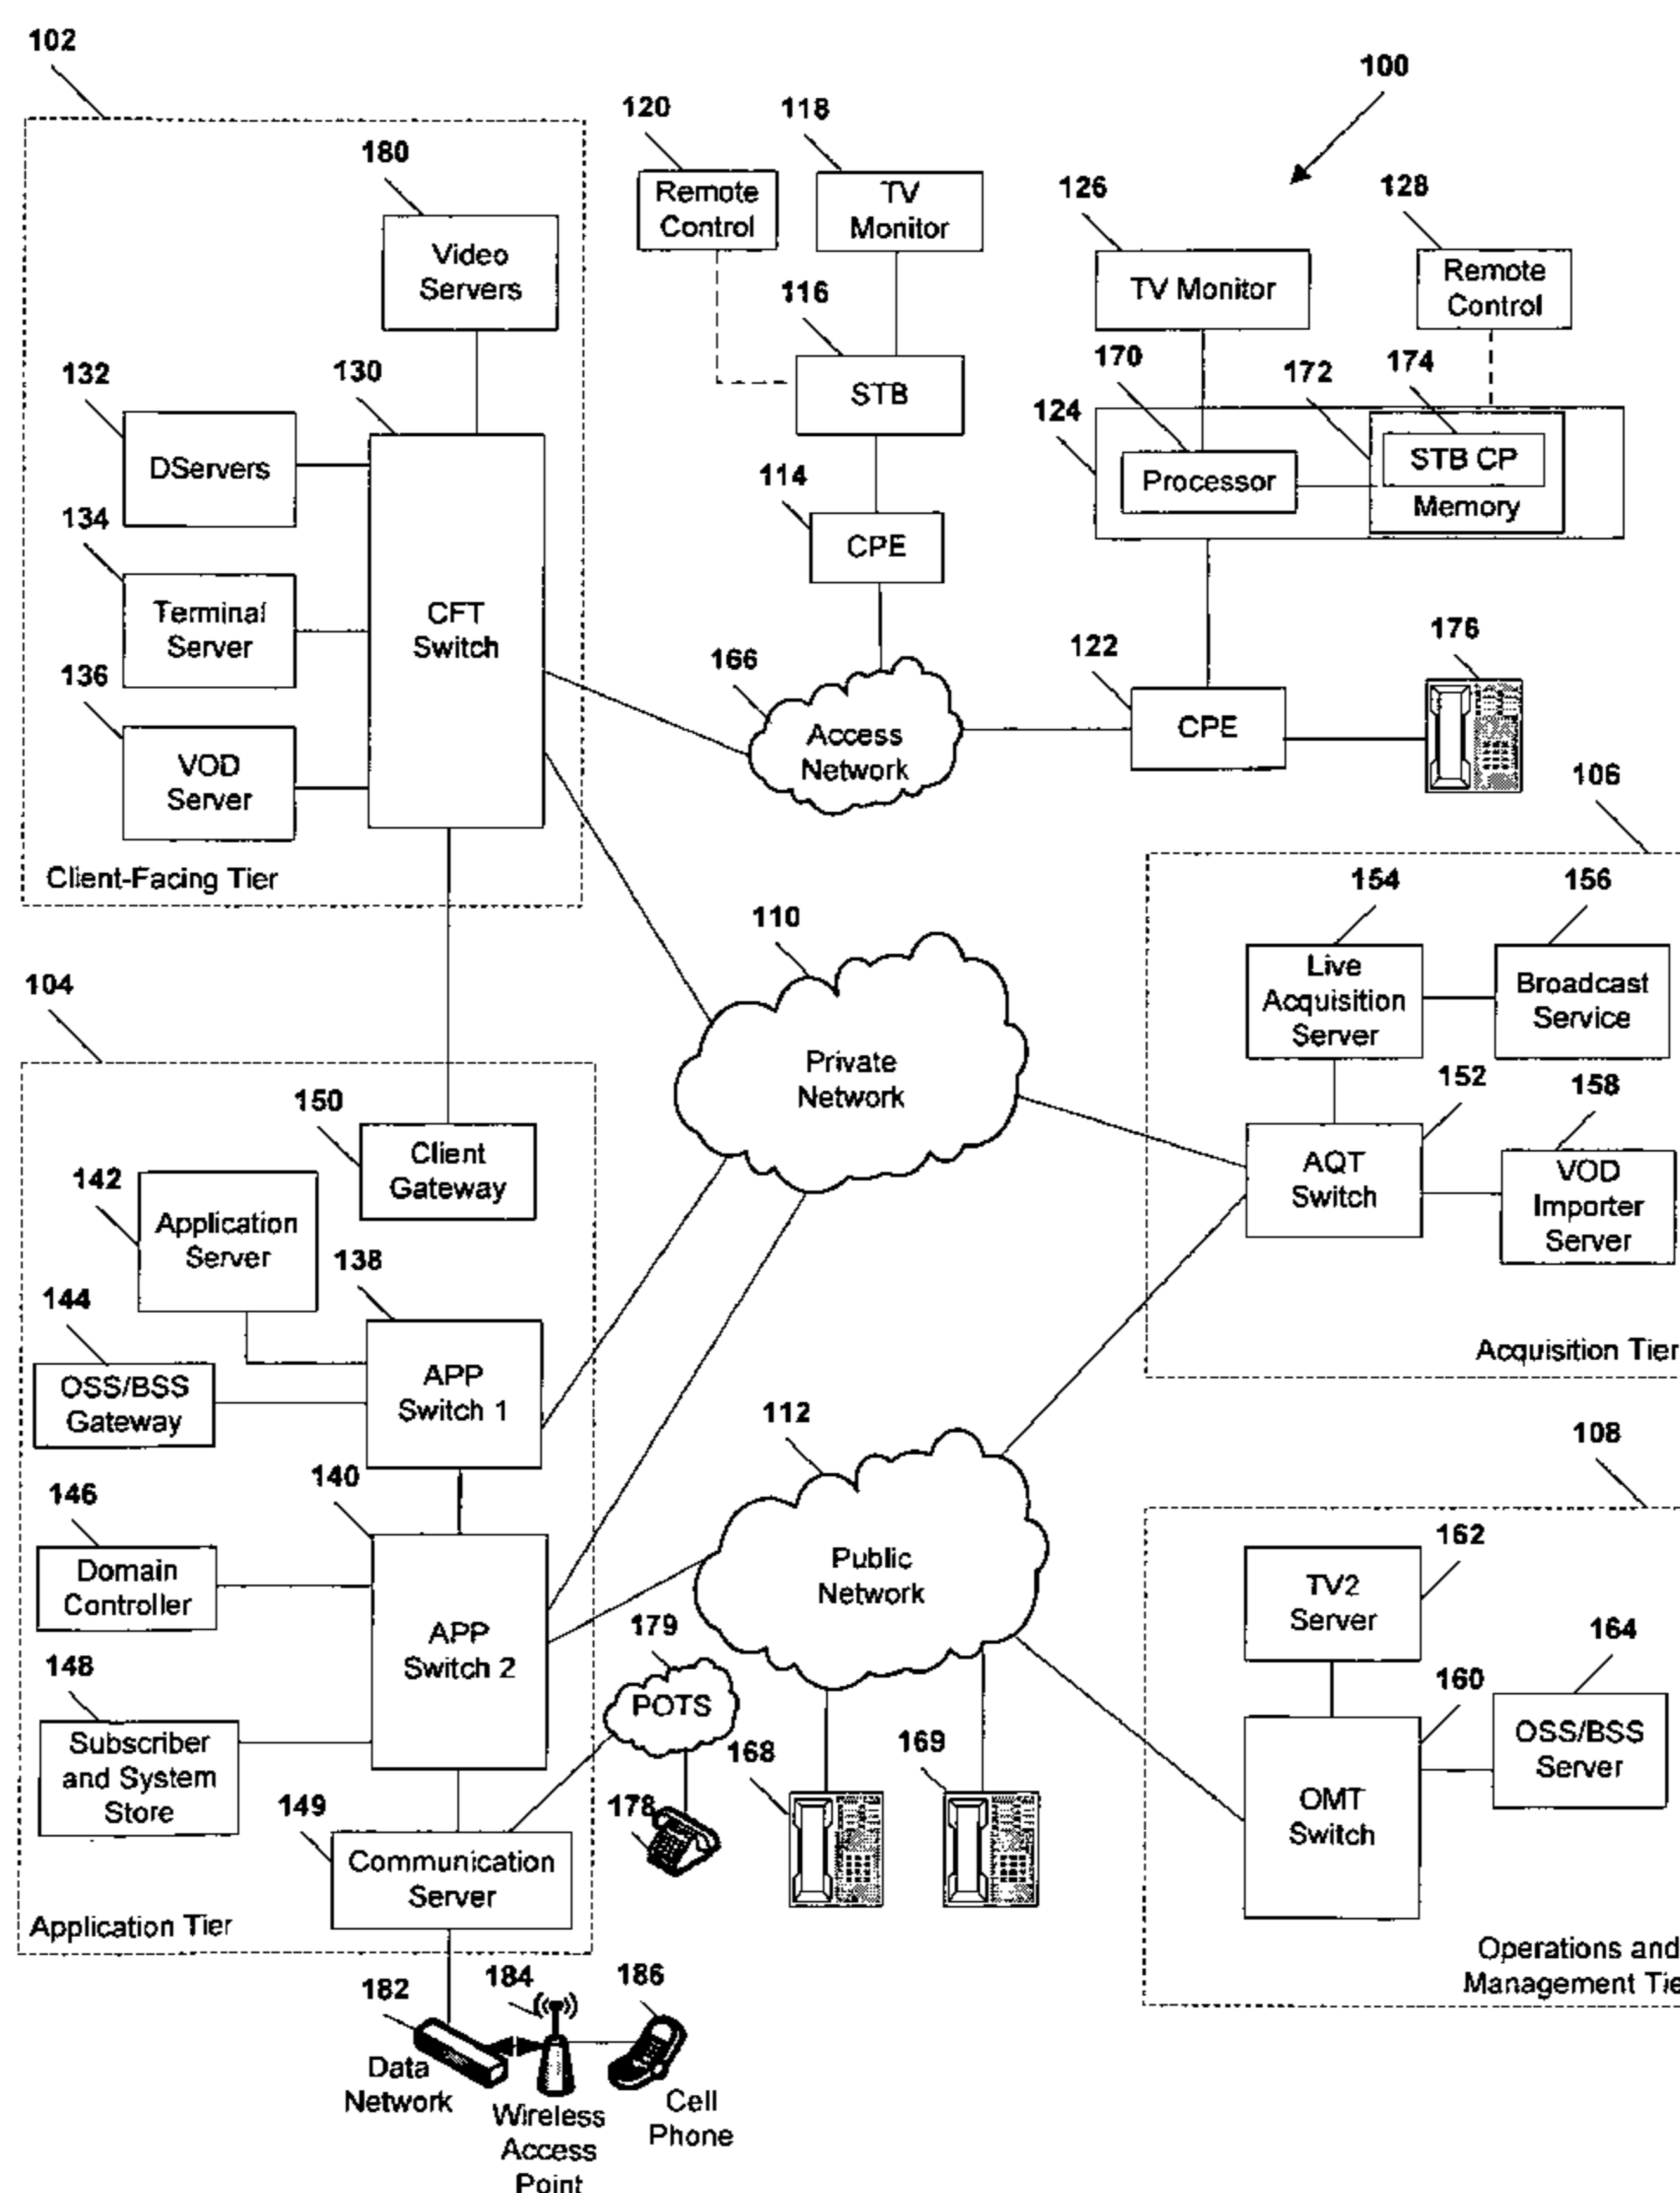 102
100
120
118
180
126
128
Remote
Control
TV
Monitor
Video
Servers
116
TV Monitor
Remote
Control
132
130
170
172
174
STB
124
DServers
STB CP
114
Processor
Memory
134
CPE
Terminal
Server
CFT
Switch
176
136
166
122
Access
Network
CPE
VOD
Server
106
Client-Facing Tier
154
156
110
104
Live
Acquisition
Server
Broadcast
Service
Private
Network
150
152
158
Client
Gateway
142
AQT
Switch
VOD
Importer
Server
Application
Server
138
144
Acquisition Tier
APP
Switch 1
OSS/BSS
Gateway
112
108
140
146
162
Domain
Controller
Public
Network
TV2
Server
APP
Switch 2
179
164
148
160
POTS
Subscriber
and System
Store
168
169
OSS/BSS
Server
149
178
OMT
Switch
Communication
Server
Application Tier
Operations and
Management Tie
182
184
186
Data
Network
Cell
Phone
Wireless
Access
Point